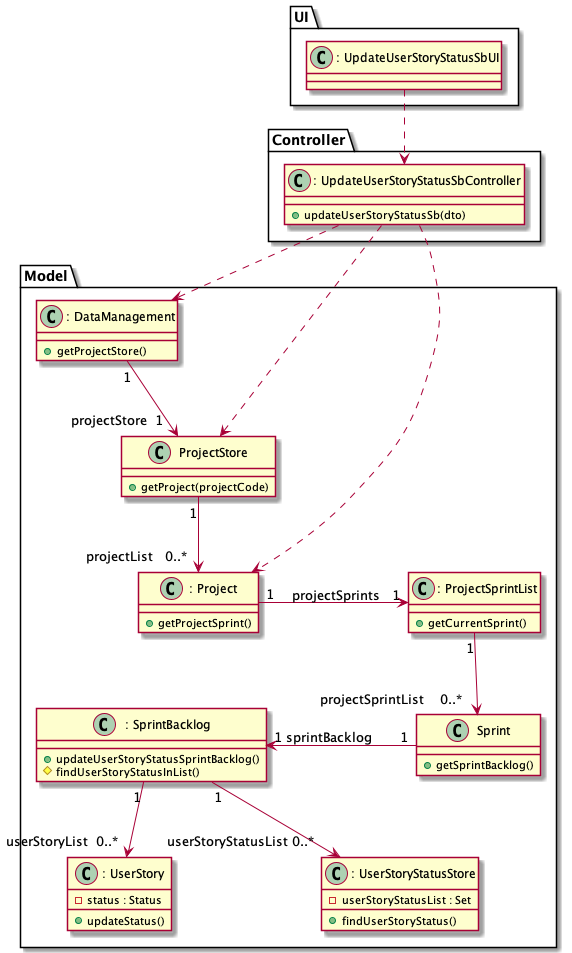 UI
C : UpdateUserStoryStatusSbUI
Controller
C : UpdateUserStoryStatusSbController
updateUserStoryStatusSb(dto)
Model
C : DataManagement
getProjectStore()
1
projectStore 1
C ProjectStore
getProject(projectCode)
1
projectList 0..*
C : Project
getProjectSprint()
1 projectSprints 1
C : ProjectSprintList
getCurrentSprint()
1
projectSprintList 0..*
C : SprintBacklog
updateUserStoryStatusSprintBacklog()
findUserStoryStatusInList()
1 sprintBacklog 1
C Sprint
getSprintBacklog()
1
1
userStoryList 0..*
userStoryStatusList 0..*
C : UserStory
status : Status
updateStatus()
C : UserStoryStatusStore
userStoryStatusList : Set
findUserStoryStatus()